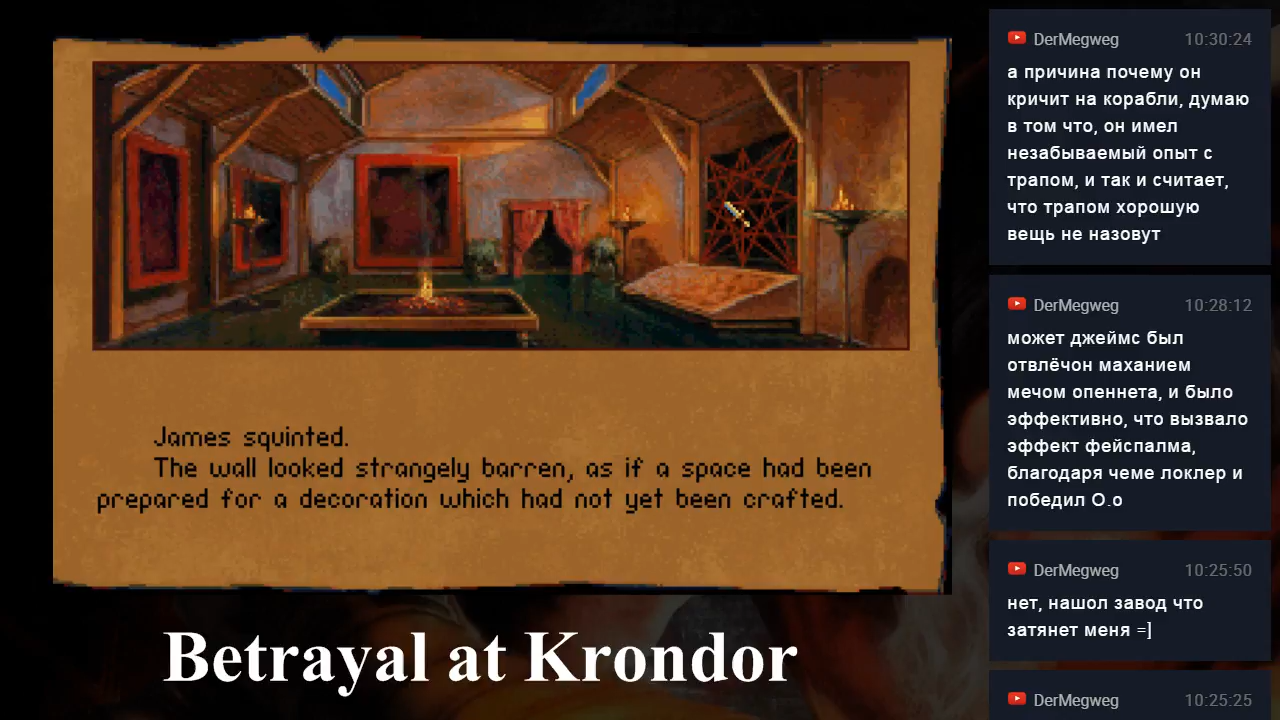 James squinted.
The wall looked strangely barren, as if a space had been
prepared for a decoration which had not yet been crafted.
Betrayal at Krondor
DerMegweg 10:30:24
а причина почему он
кричит на корабли, думаю
в том что, он имел
незабываемый опыт с
трапом, и так и считает,
что трапом хорошую
вещь не назовут
DerMegweg 10:28:12
может джеймс был
отвлёчон маханием
мечом опеннета, и было
эффективно, что вызвало
эффект фейспалма,
благодаря чеме локлер и
победил О.о
DerMegweg 10:25:50
нет, нашол завод что
затянет меня =]
DerMegweg 10:25:25